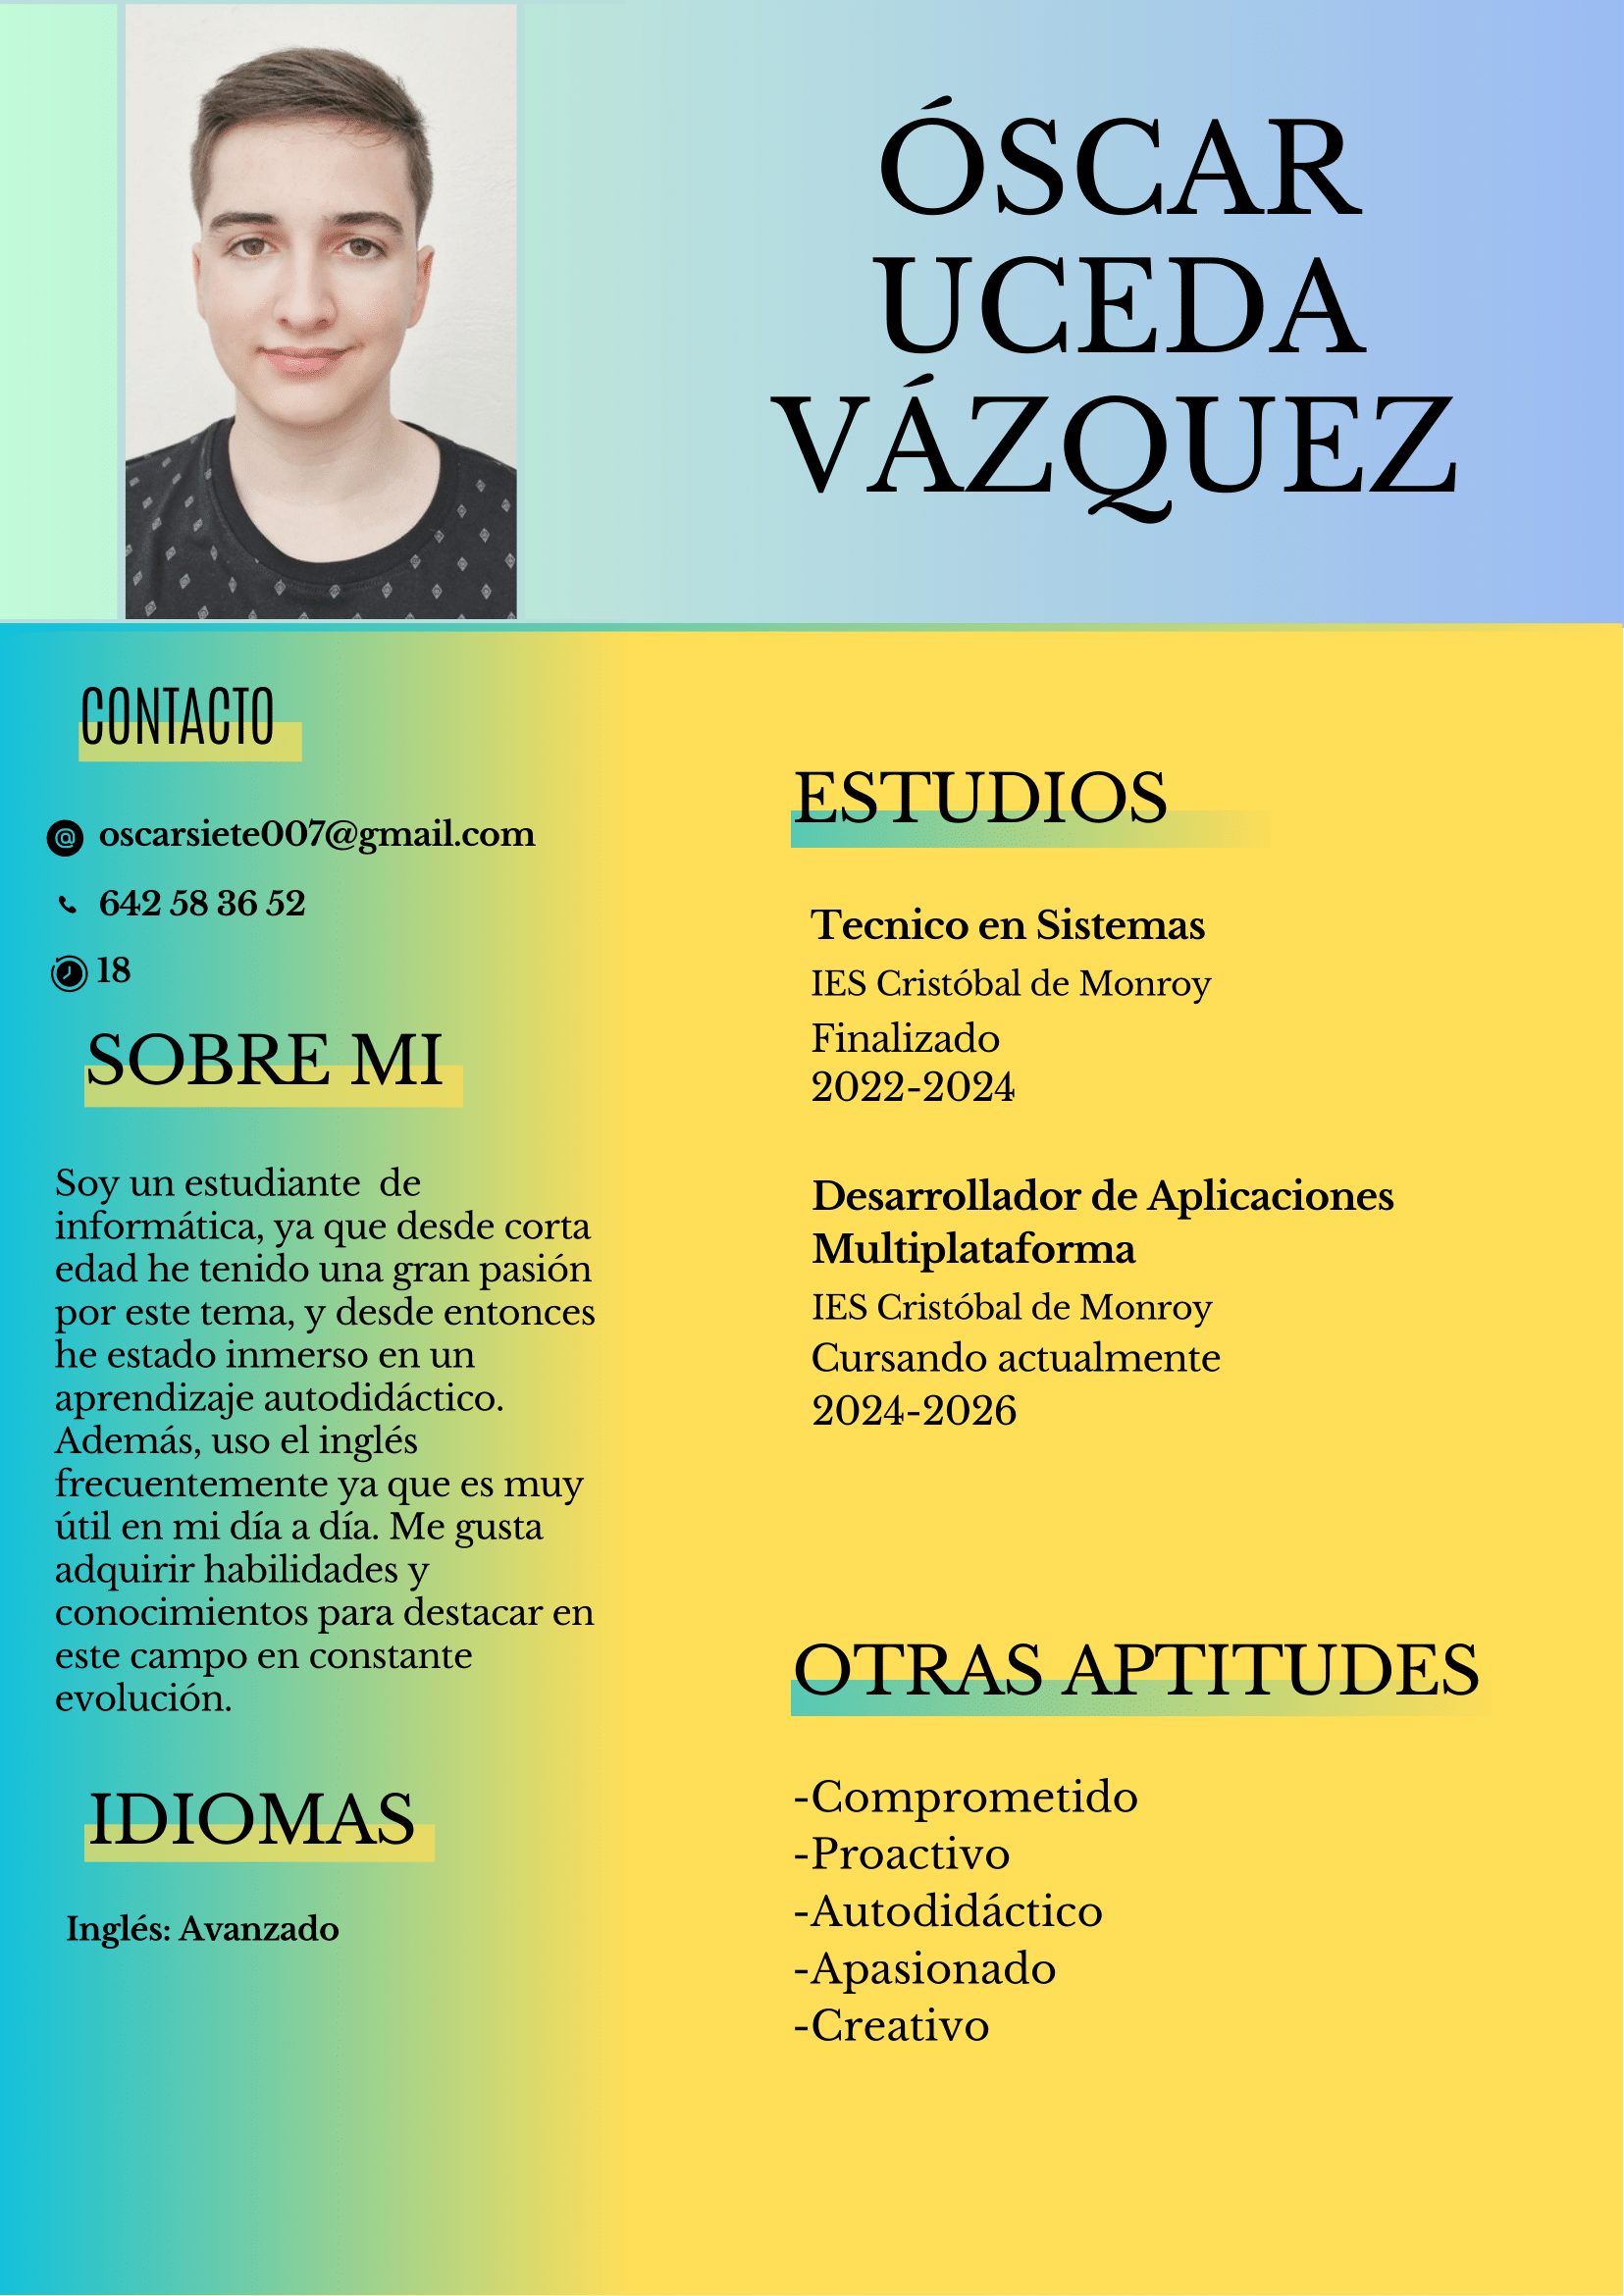 ÓSCAR
UCEDA
VÁZQUEZ
CONTACTO
oscarsiete007@gmail.com
642 58 36 52
18
SOBRE MI
Soy un estudiante  de
informática, ya que desde corta
edad he tenido una gran pasión
por este tema, y desde entonces
he estado inmerso en un
aprendizaje autodidáctico.
Además, uso el inglés
frecuentemente ya que es muy
útil en mi día a día. Me gusta
adquirir habilidades y
conocimientos para destacar en
este campo en constante
evolución.
IDIOMAS
Inglés: Avanzado
ESTUDIOS
Tecnico en Sistemas
IES Cristóbal de Monroy
Finalizado
2022-2024
Desarrollador de Aplicaciones
Multiplataforma
IES Cristóbal de Monroy
Cursando actualmente
2024-2026
OTRAS APTITUDES
-Comprometido
-Proactivo
-Autodidáctico
-Apasionado
-Creativo